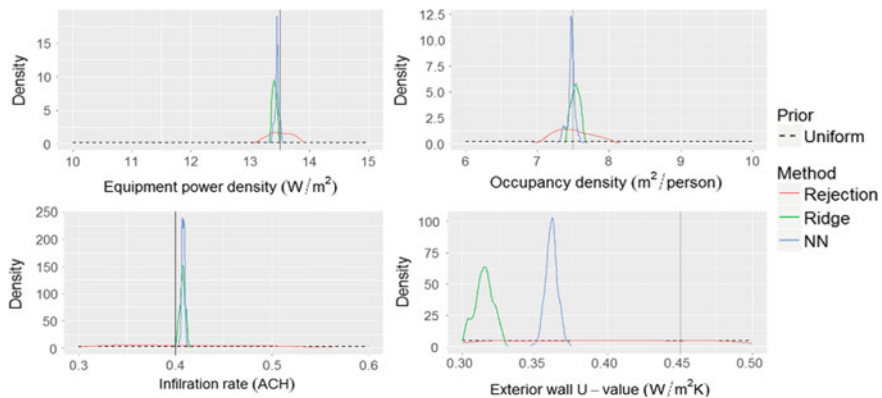 Density
15
10
5
0
10
11
12
13
14
15
Equipment power density (W/m²)
Density
12.5
10.0
7.5
5.0
2.5
0.0
6
7
8
9
10
Occupancy density (m²/person)
Density
250
200
150
100
50
0
0.3
0.4
0.5
0.6
Infilration rate (ACH)
Density
100
75
50
25
0
0.30
0.35
0.40
0.45
0.50
Exterior wall U – value (W/m²K)
Prior
Uniform
Method
Rejection
Ridge
NN